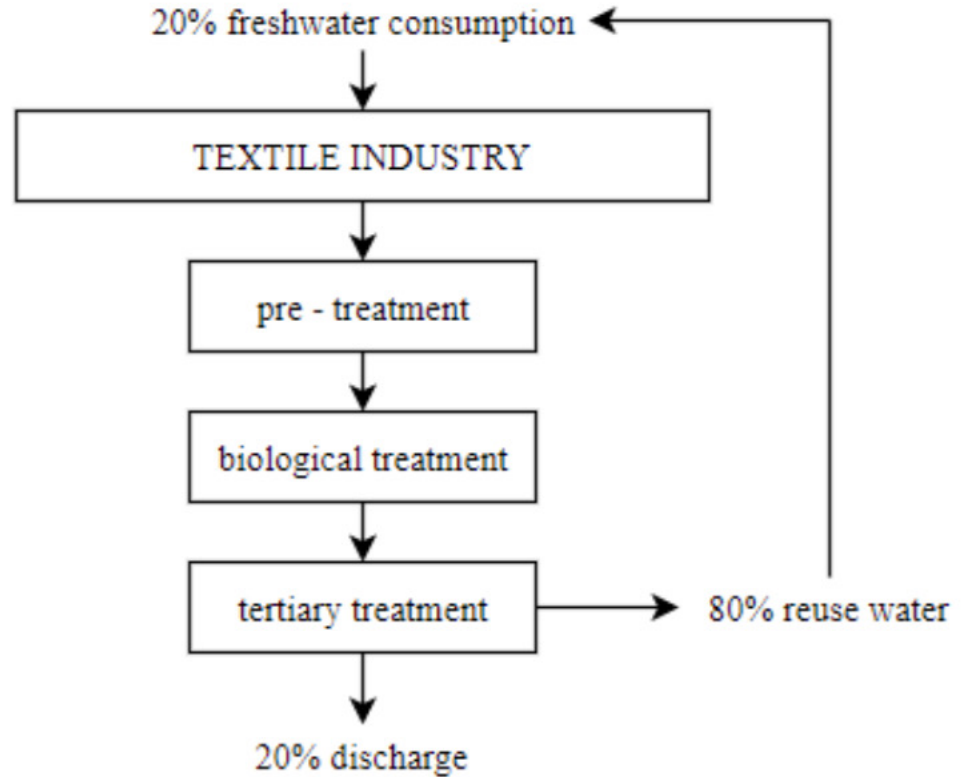 20% freshwater consumption
TEXTILE INDUSTRY
pre - treatment
biological treatment
tertiary treatment
80% reuse water
20% discharge